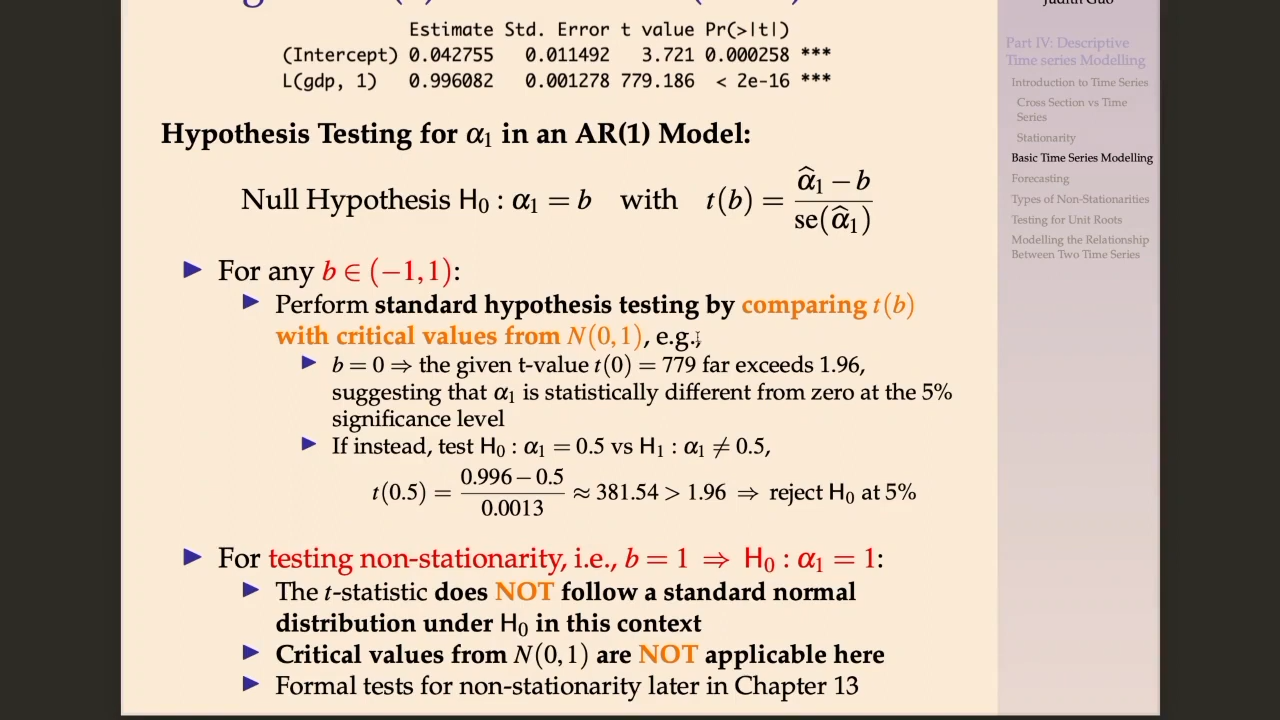 Judith Guo
Estimate Std. Error t value Pr(>|t|)
(Intercept) 0.042755 0.011492 3.721 0.000258 ***
L(gdp, 1) 0.996082 0.001278 779.186 < 2e-16 ***
Hypothesis Testing for α₁ in an AR(1) Model:
Null Hypothesis H₀ : α₁ = b with t(b) = (α̂₁ − b) / se(α̂₁)
▶ For any b ∈ (−1,1):
▶ Perform standard hypothesis testing by comparing t(b)
with critical values from N(0,1), e.g.,
▶ b = 0 ⇒ the given t-value t(0) = 779 far exceeds 1.96,
suggesting that α₁ is statistically different from zero at the 5%
significance level
▶ If instead, test H₀ : α₁ = 0.5 vs H₁ : α₁ ≠ 0.5,
t(0.5) = (0.996 − 0.5) / 0.0013 ≈ 381.54 > 1.96 ⇒ reject H₀ at 5%
▶ For testing non-stationarity, i.e., b = 1 ⇒ H₀ : α₁ = 1:
▶ The t-statistic does NOT follow a standard normal
distribution under H₀ in this context
▶ Critical values from N(0,1) are NOT applicable here
▶ Formal tests for non-stationarity later in Chapter 13
Part IV: Descriptive
Time series Modelling
Introduction to Time Series
Cross Section vs Time
Series
Stationarity
Basic Time Series Modelling
Forecasting
Types of Non-Stationarities
Testing for Unit Roots
Modelling the Relationship
Between Two Time Series